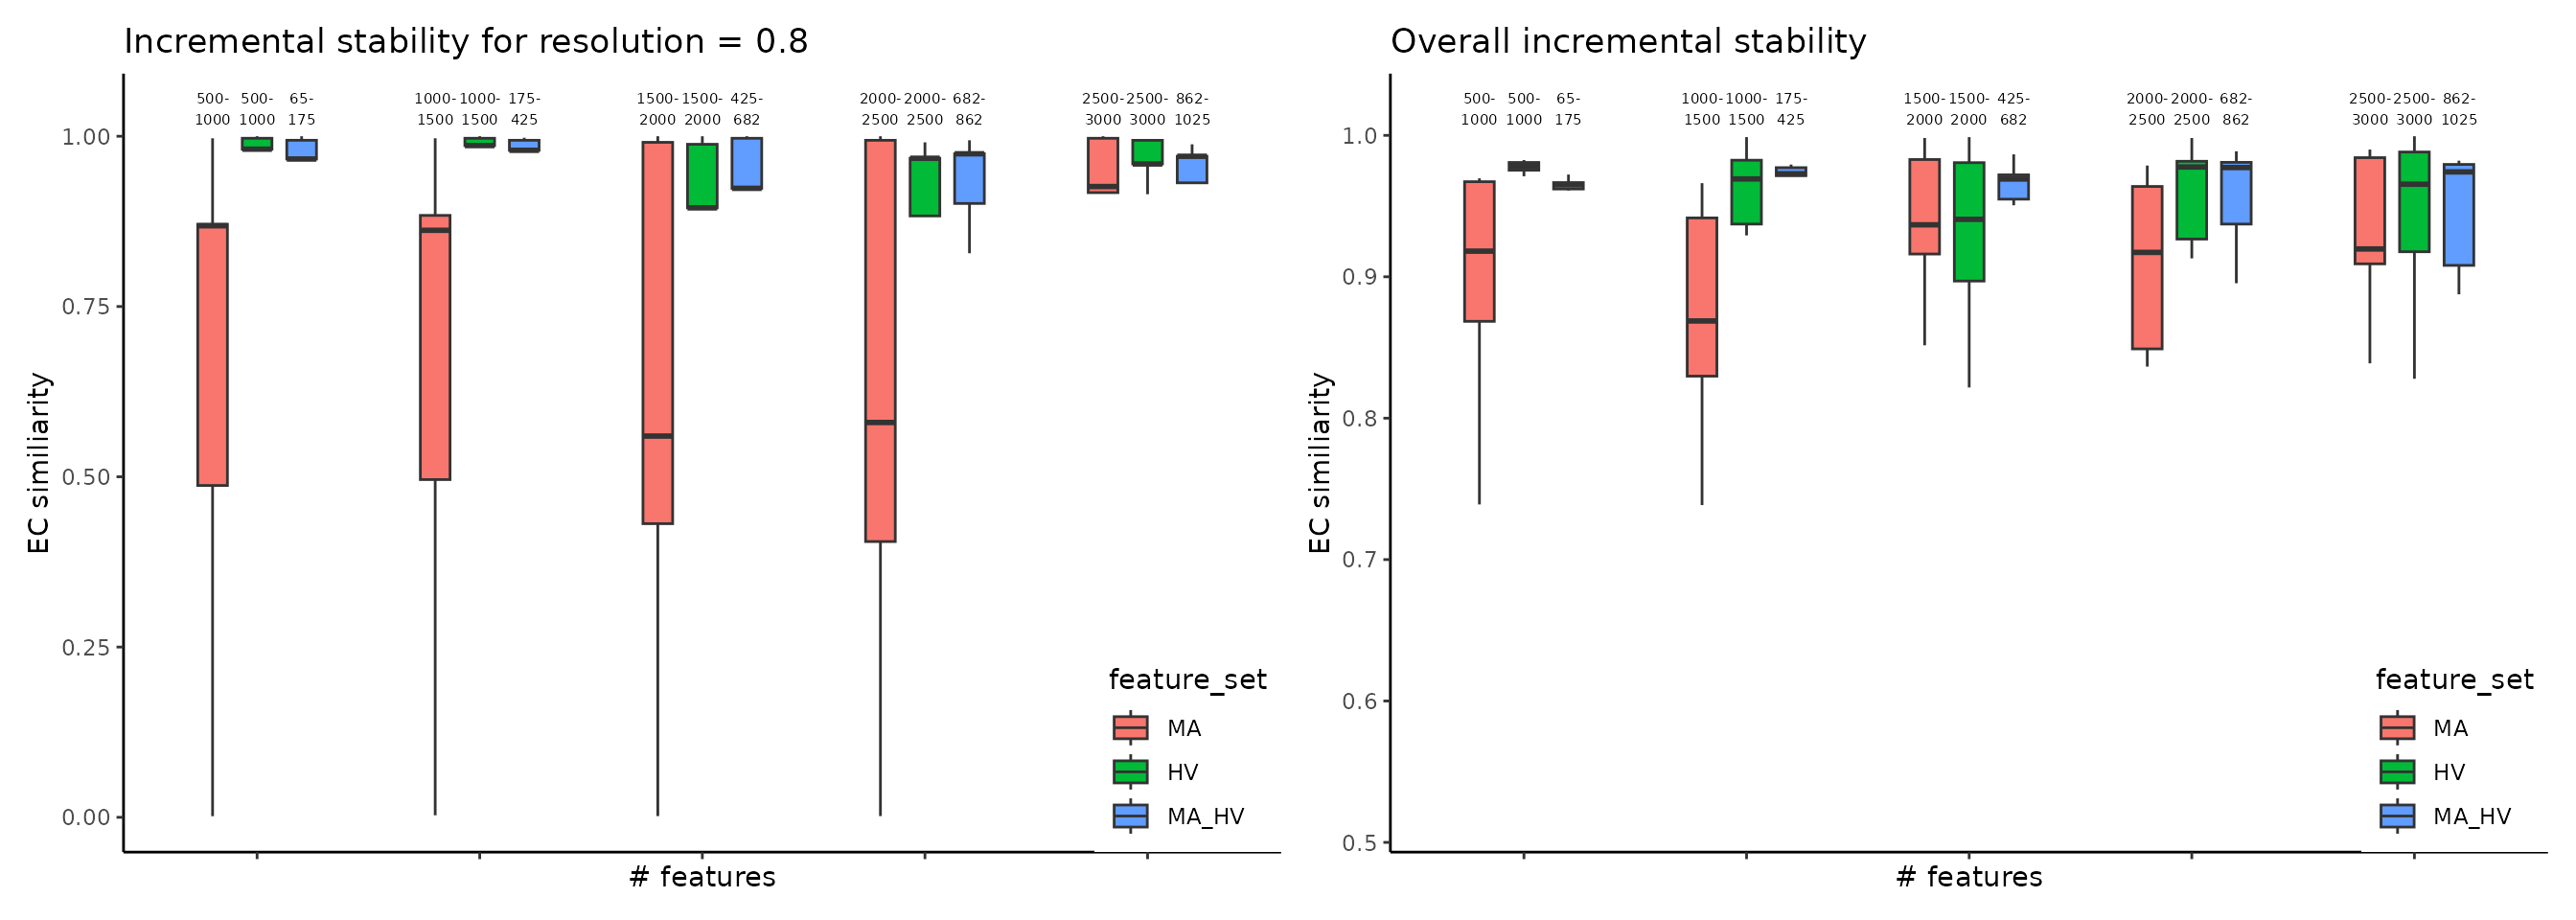 Incremental stability for resolution = 0.8
500- 500- 65-
1000 1000 175
1000- 1000- 175-
1500 1500 425
1500- 1500- 425-
2000 2000 682
2000- 2000- 682-
2500 2500 862
2500- 2500- 862-
3000 3000 1025
1.00
0.75
0.50
0.25
0.00
EC similiarity
# features
feature_set
MA
HV
MA_HV
Overall incremental stability
500- 500- 65-
1000 1000 175
1000- 1000- 175-
1500 1500 425
1500- 1500- 425-
2000 2000 682
2000- 2000- 682-
2500 2500 862
2500- 2500- 862-
3000 3000 1025
1.0
0.9
0.8
0.7
0.6
0.5
EC similiarity
# features
feature_set
MA
HV
MA_HV